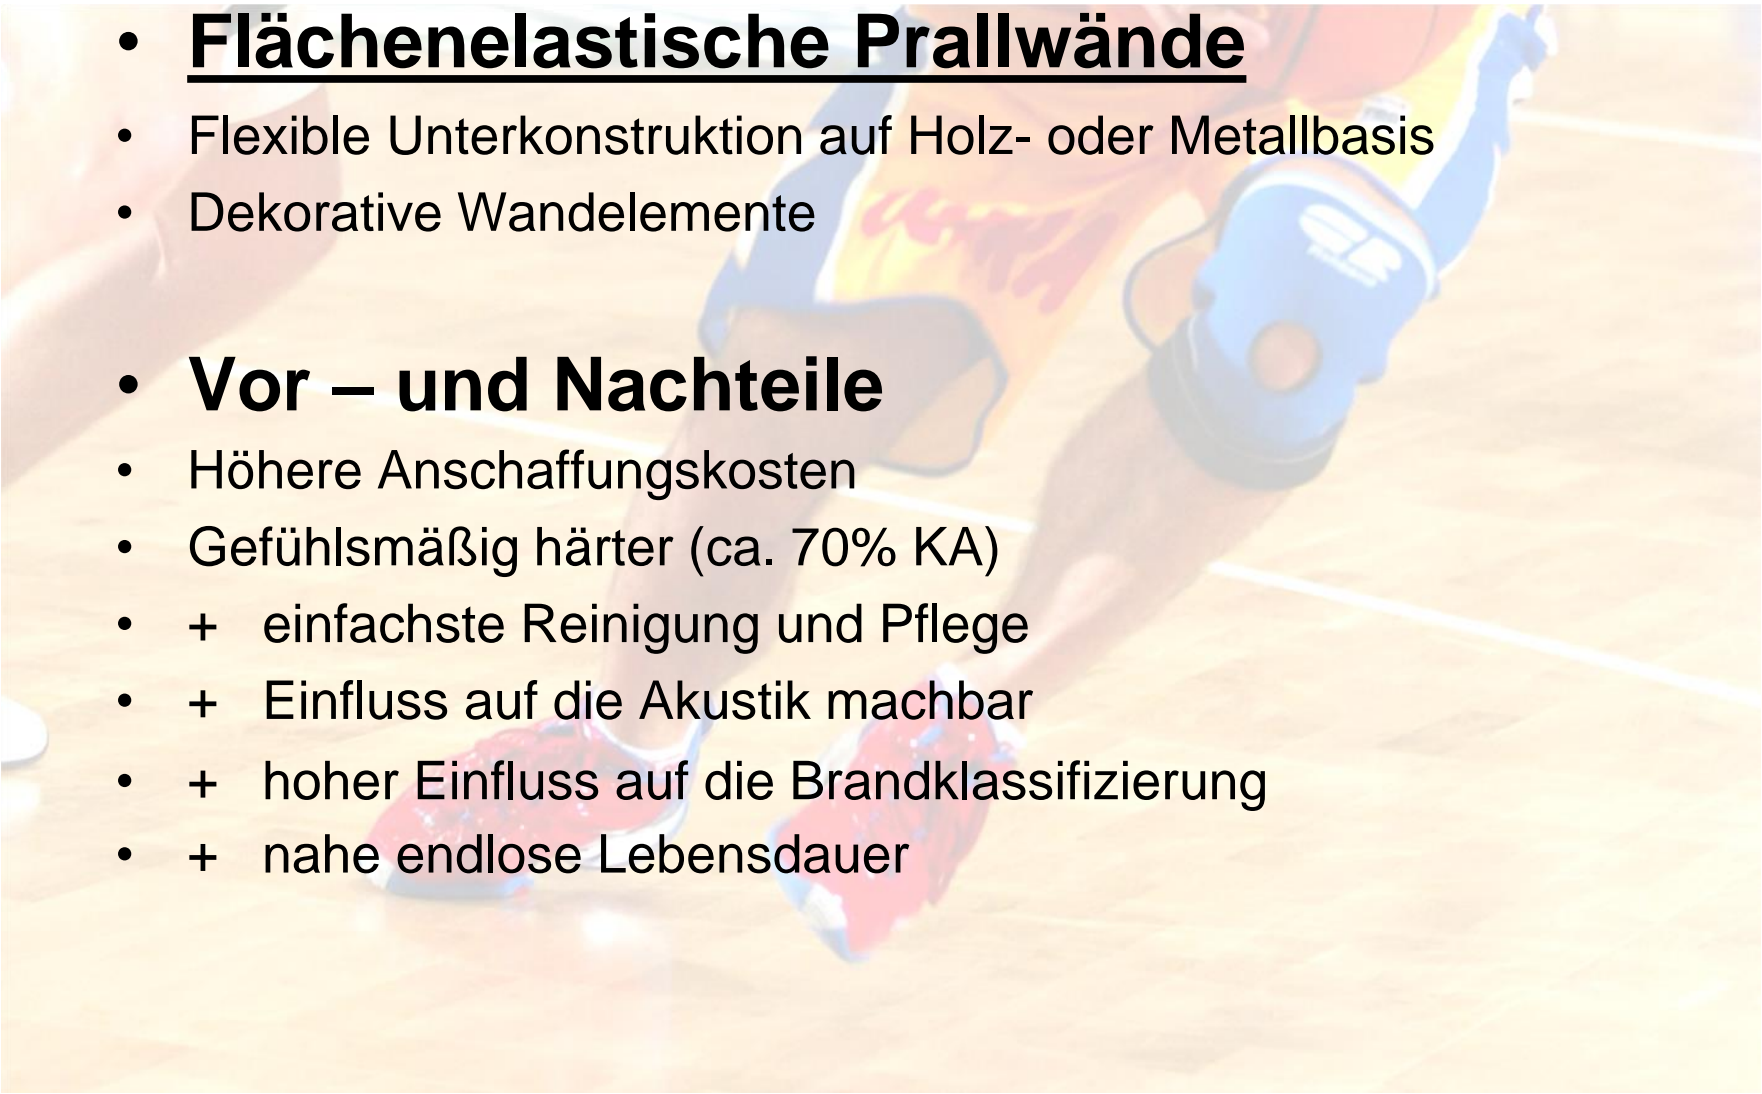 • Flächenelastische Prallwände
• Flexible Unterkonstruktion auf Holz- oder Metallbasis
• Dekorative Wandelemente
• Vor – und Nachteile
• Höhere Anschaffungskosten
• Gefühlsmäßig härter (ca. 70% KA)
• + einfachste Reinigung und Pflege
• + Einfluss auf die Akustik machbar
• + hoher Einfluss auf die Brandklassifizierung
• + nahe endlose Lebensdauer